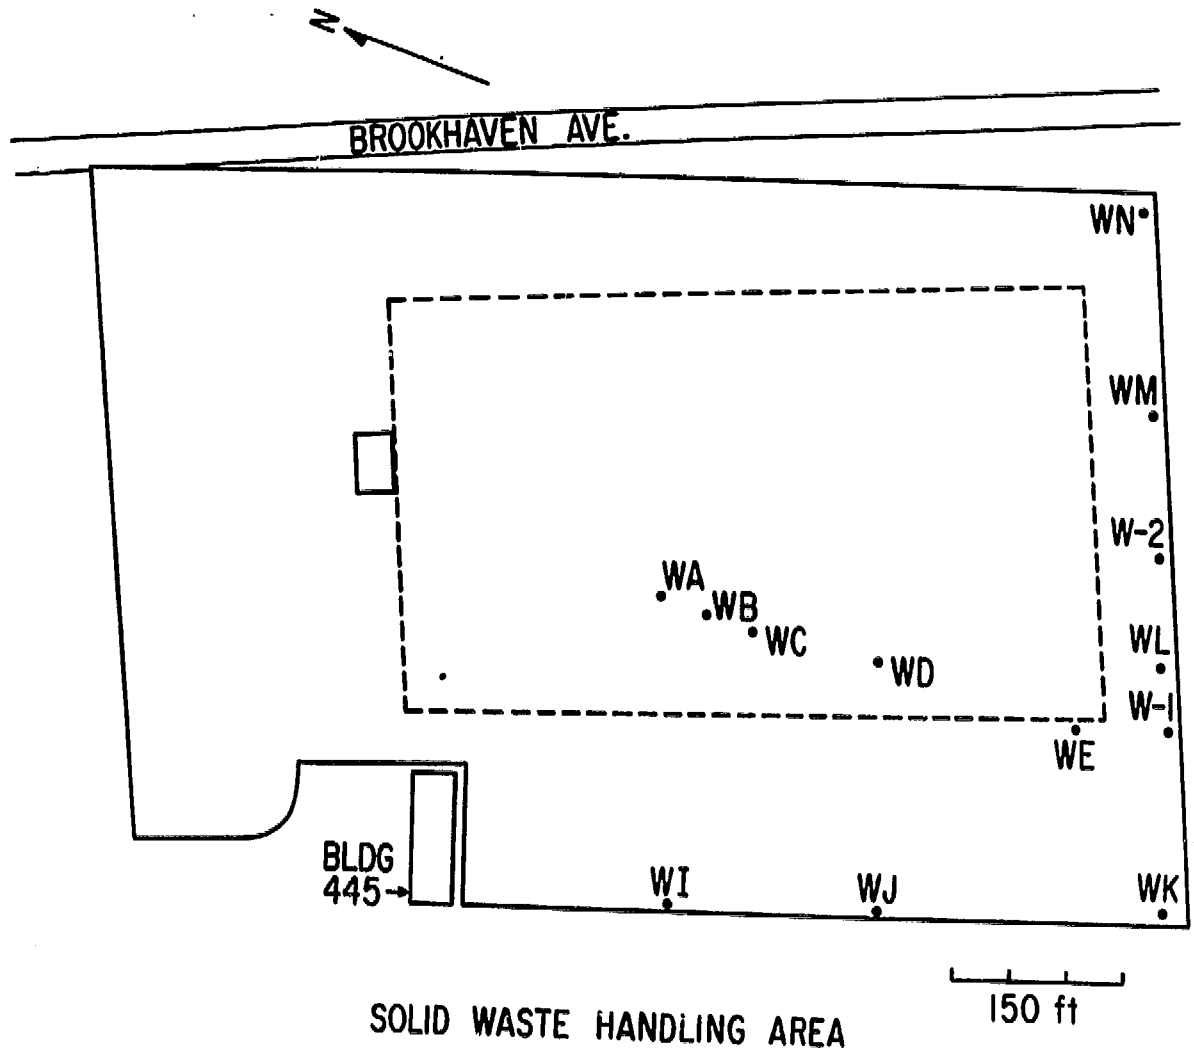 N
BROOKHAVEN AVE.
WN
WM
W-2
WA
WB
WC
WL
WD
W-1
WE
BLDG
445
WI
WJ
WK
150 ft
SOLID WASTE HANDLING AREA